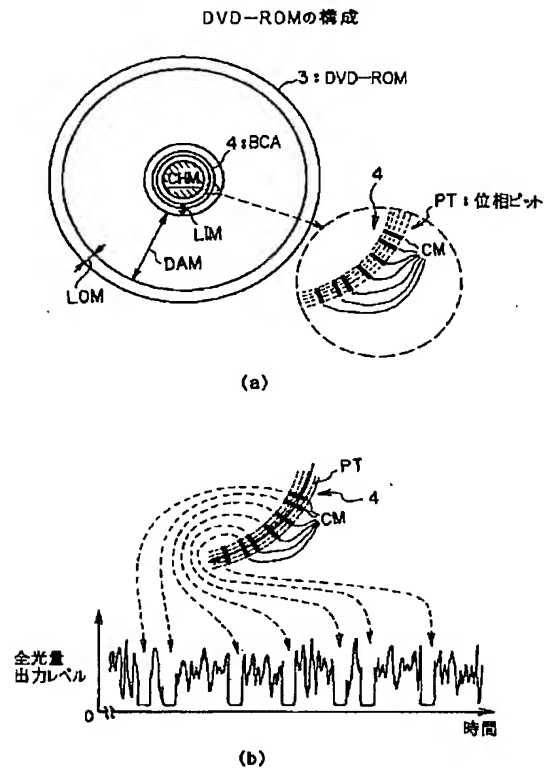 DVD-ROMの構成
3:DVD-ROM
4:BCA
CHM
4
PT:位相ピット
LIM
DAM
LOM
CM
(a)
PT
4
CM
全光量
出力レベル
0
時間
(b)